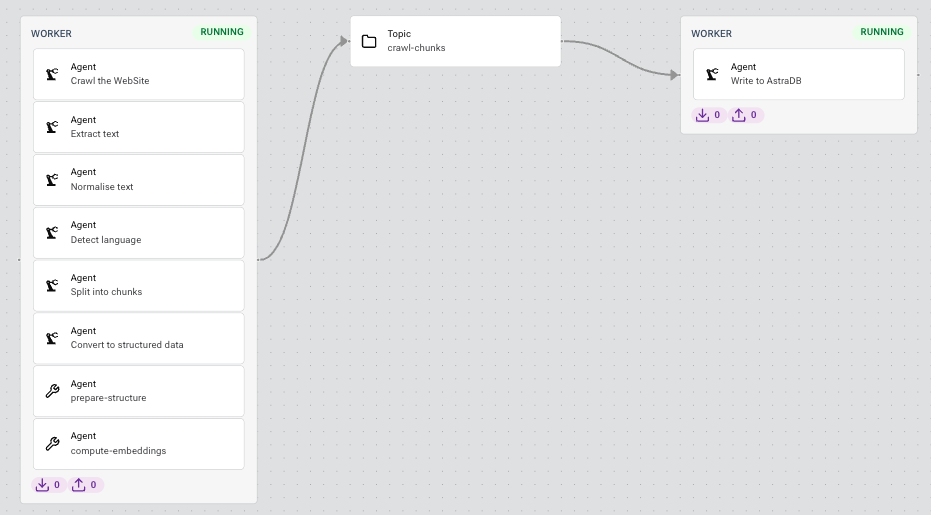 WORKER RUNNING
Agent
Crawl the WebSite
Agent
Extract text
Agent
Normalise text
Agent
Detect language
Agent
Split into chunks
Agent
Convert to structured data
Agent
prepare-structure
Agent
compute-embeddings
0 0
Topic
crawl-chunks
WORKER RUNNING
Agent
Write to AstraDB
0 0